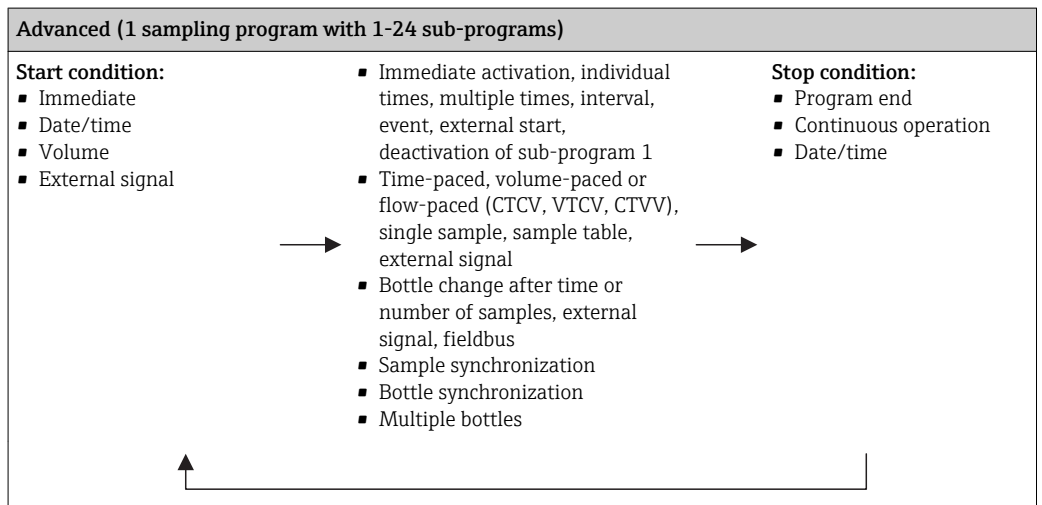 Advanced (1 sampling program with 1-24 sub-programs)
Start condition:
▪ Immediate
▪ Date/time
▪ Volume
▪ External signal
▪ Immediate activation, individual
times, multiple times, interval,
event, external start,
deactivation of sub-program 1
▪ Time-paced, volume-paced or
flow-paced (CTCV, VTCV, CTVV),
single sample, sample table,
external signal
▪ Bottle change after time or
number of samples, external
signal, fieldbus
▪ Sample synchronization
▪ Bottle synchronization
▪ Multiple bottles
Stop condition:
▪ Program end
▪ Continuous operation
▪ Date/time